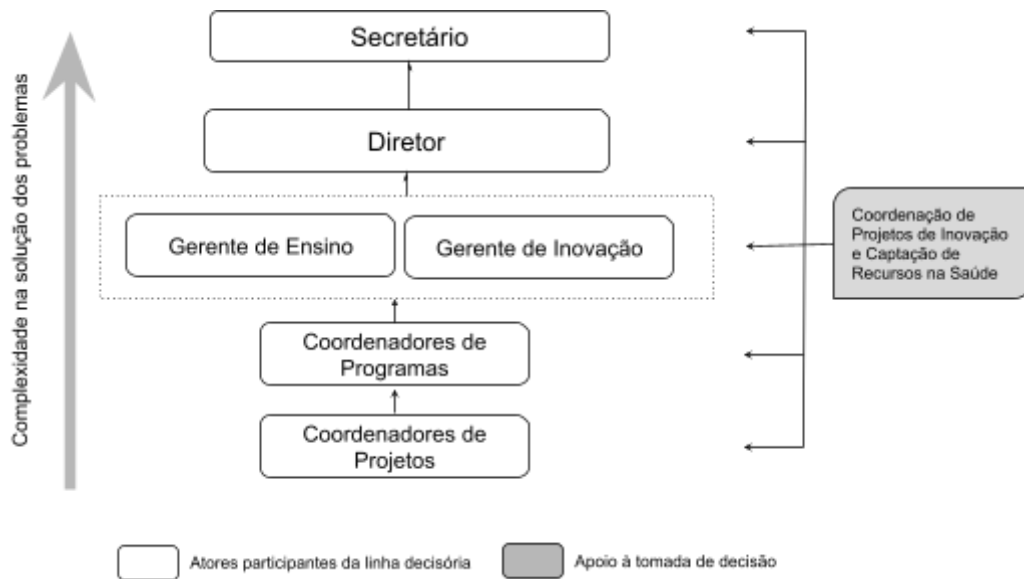 Secretário
Diretor
Gerente de Ensino
Gerente de Inovação
Coordenadores de
Programas
Coordenadores de
Projetos
Complexidade na solução dos problemas
Coordenação de
Projetos de Inovação
e Captação de
Recursos na Saúde
Atores participantes da linha decisória
Apoio à tomada de decisão